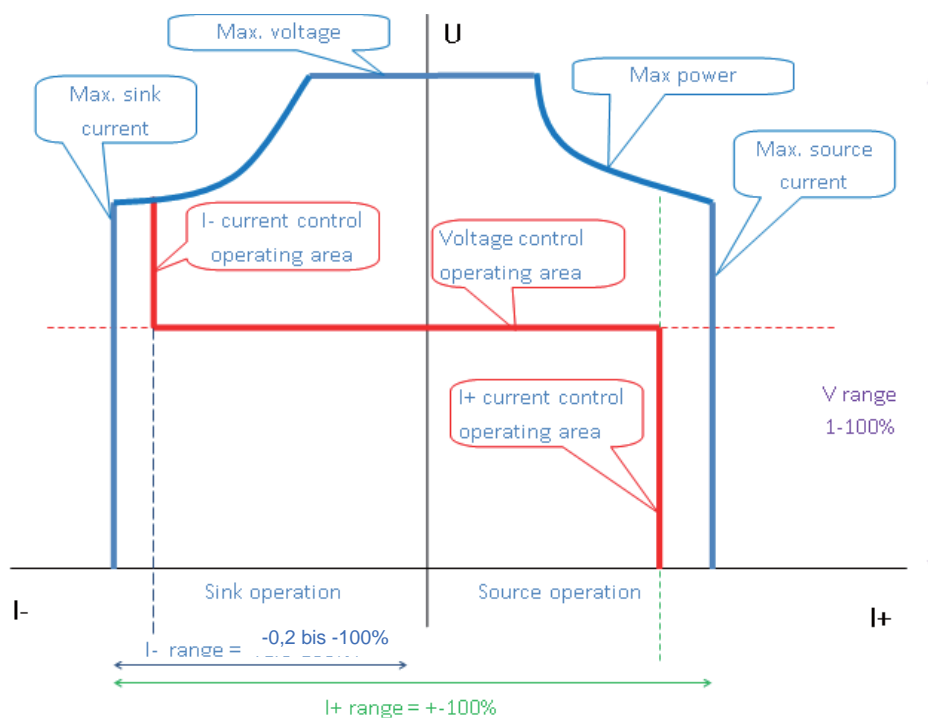 Max. voltage
U
Max. sink
current
Max power
Max. source
current
I- current control
operating area
Voltage control
operating area
I+ current control
operating area
V range
1-100%
Sink operation
Source operation
I-
I+
I- range = -0,2 bis -100%
I+ range = +-100%